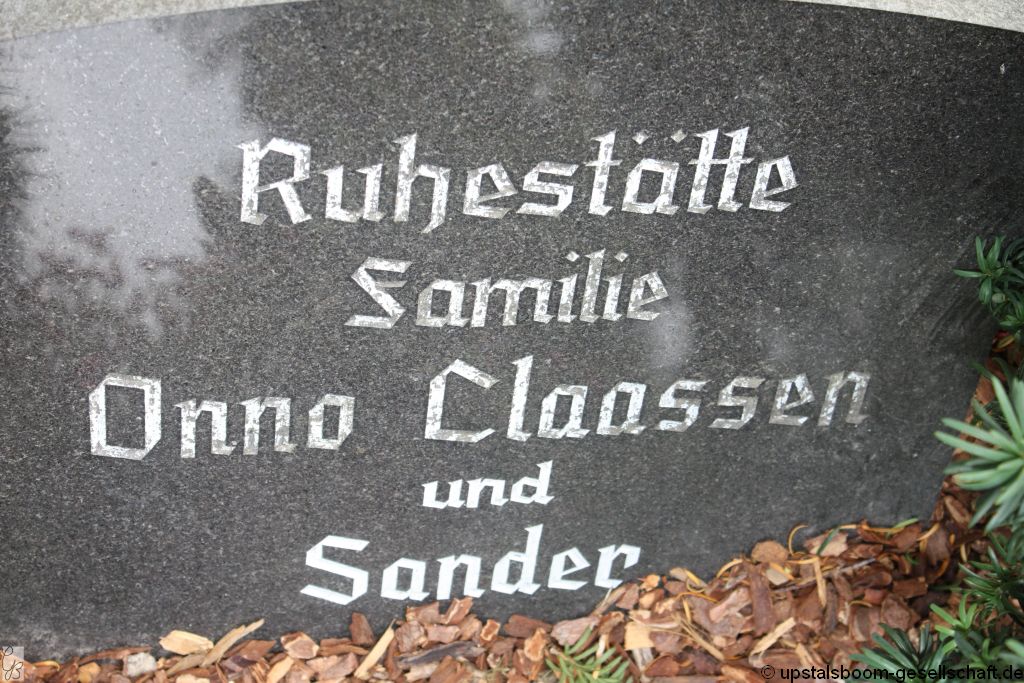 Ruhestätte
Familie
Onno Claassen
und
Sander
© upstalsboom-gesellschaft.de